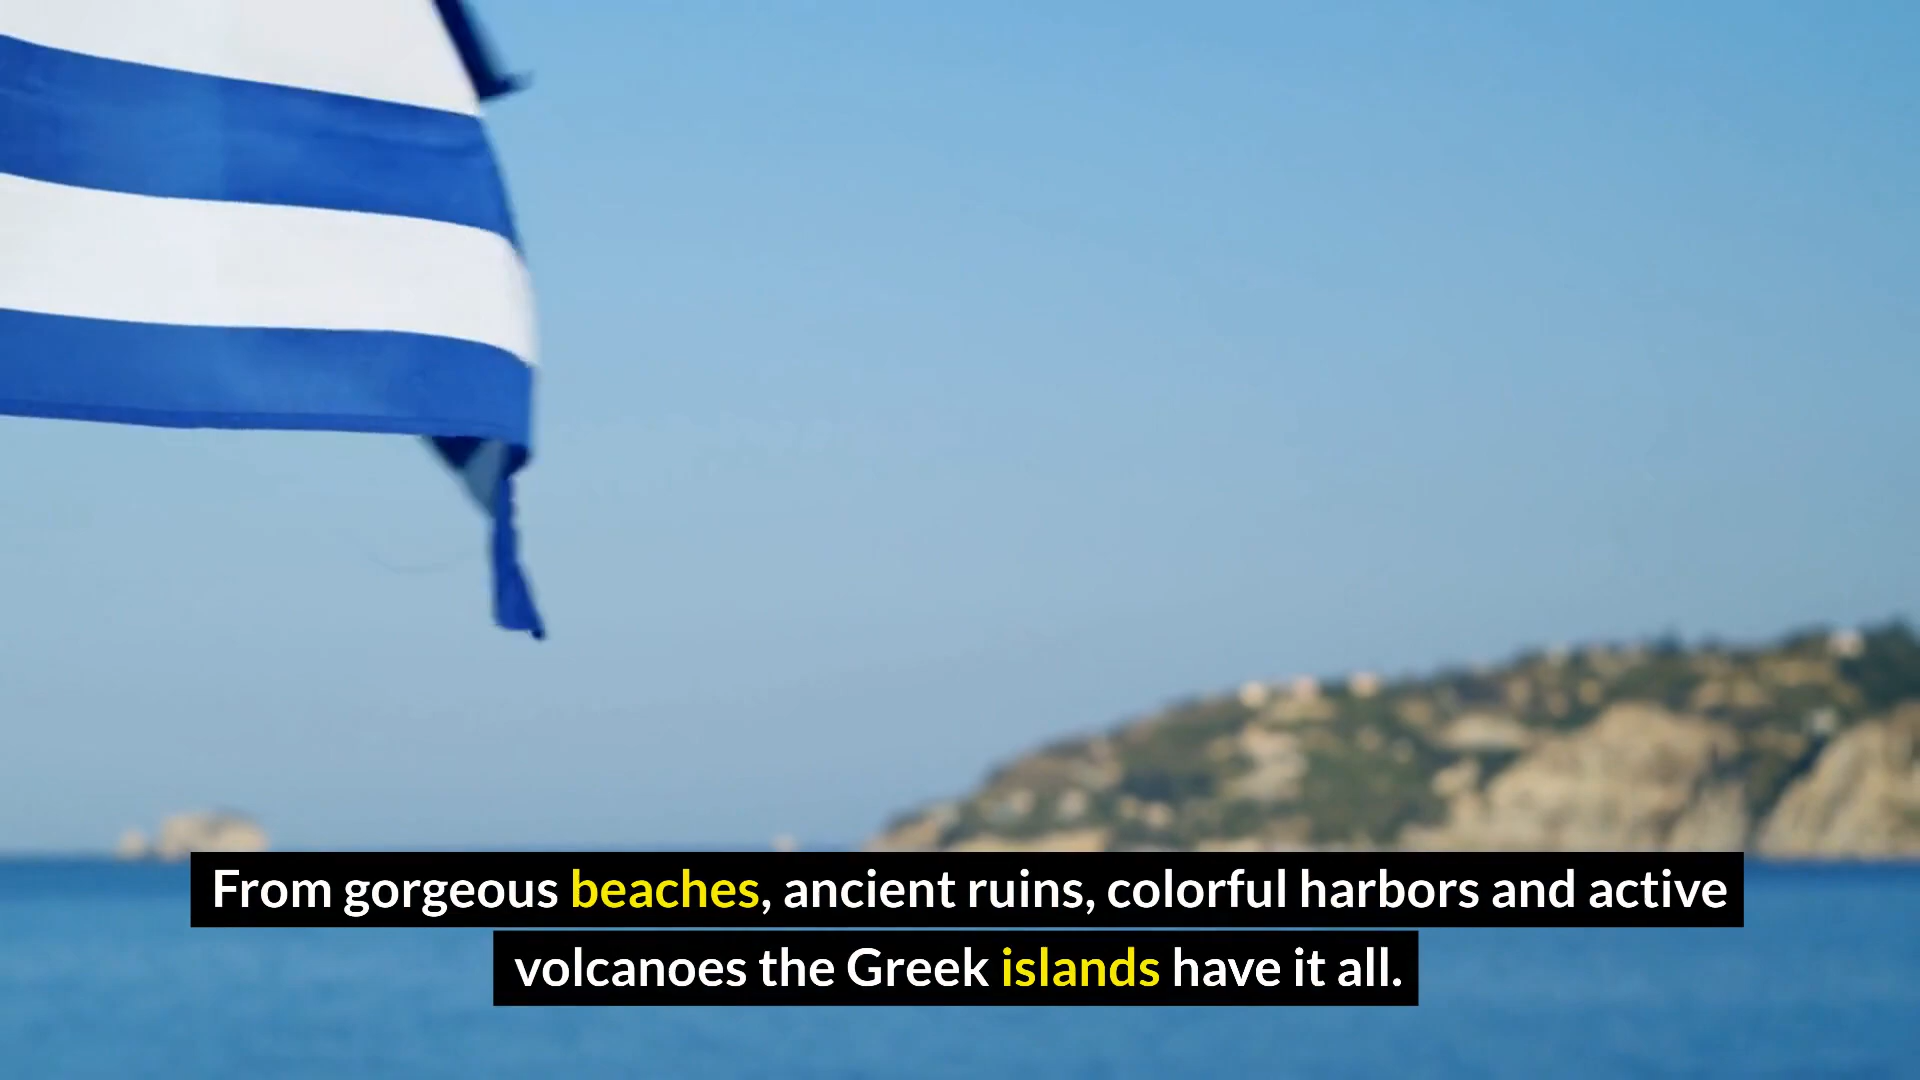 From gorgeous beaches, ancient ruins, colorful harbors and active
volcanoes the Greek islands have it all.